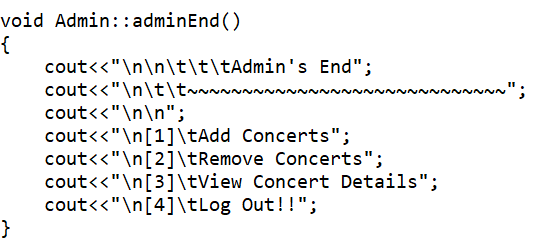 void Admin::adminEnd()
{
    cout<<"\n\n\t\t\tAdmin's End";
    cout<<"\n\t\t~~~~~~~~~~~~~~~~~~~~~~~~~~~~~";
    cout<<"\n\n";
    cout<<"\n[1]\tAdd Concerts";
    cout<<"\n[2]\tRemove Concerts";
    cout<<"\n[3]\tView Concert Details";
    cout<<"\n[4]\tLog Out!!";
}